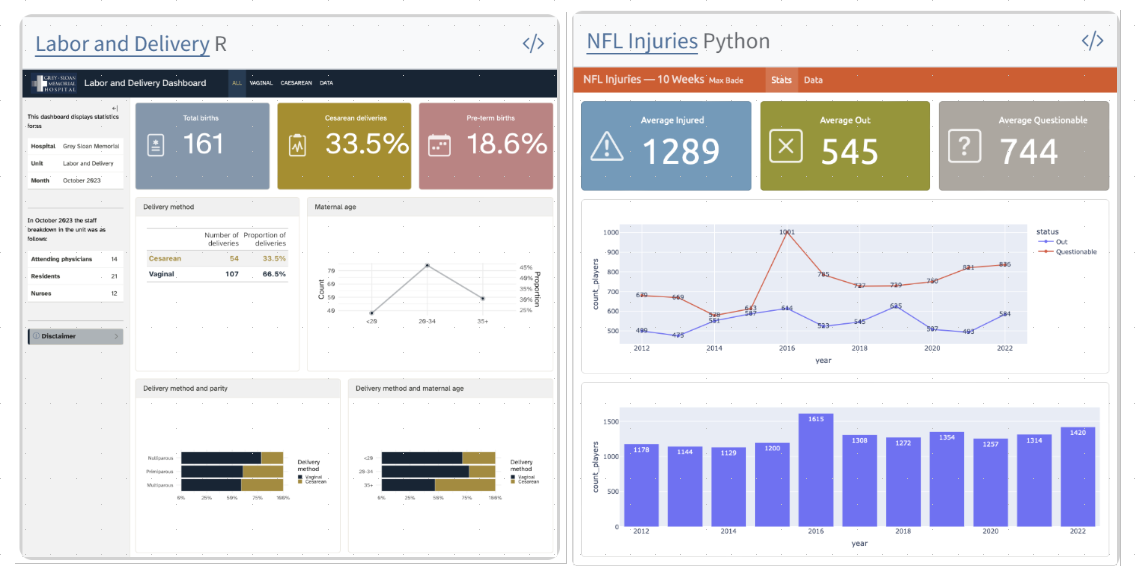 Labor and Delivery R
GREY-SLOAN
MEMORIAL
HOSPITAL
Labor and Delivery Dashboard
ALL
VAGINAL
CAESAREAN
DATA
This dashboard displays statistics
for:
Hospital Grey Sloan Memorial
Unit Labor and Delivery
Month October 2023
In October 2023 the staff
breakdown in the unit was as
follows:
Attending physicians 14
Residents 21
Nurses 12
Disclaimer
Total births
161
Cesarean deliveries
33.5%
Pre-term births
18.6%
Delivery method
Number of deliveries
Proportion of deliveries
Cesarean 54 33.5%
Vaginal 107 66.5%
Maternal age
Count
79
69
59
49
45%
40%
35%
30%
25%
Proportion
<20
20-34
35+
Delivery method and parity
Nulliparous
Primiparous
Multiparous
0% 25% 50% 75% 100%
Delivery
method
Vaginal
Cesarean
Delivery method and maternal age
<20
20-34
35+
0% 25% 50% 75% 100%
Delivery
method
Vaginal
Cesarean
NFL Injuries Python
NFL Injuries — 10 Weeks Max Bade
Stats
Data
Average Injured
1289
Average Out
545
Average Questionable
744
count_players
1000
900
800
700
600
500
679
669
578
613
1001
785
727
729
750
821
836
499
475
551
587
614
523
545
625
507
493
584
2012 2014 2016 2018 2020 2022
year
status
Out
Questionable
count_players
1500
1000
500
0
1178
1144
1129
1200
1615
1308
1272
1354
1257
1314
1420
2012 2014 2016 2018 2020 2022
year